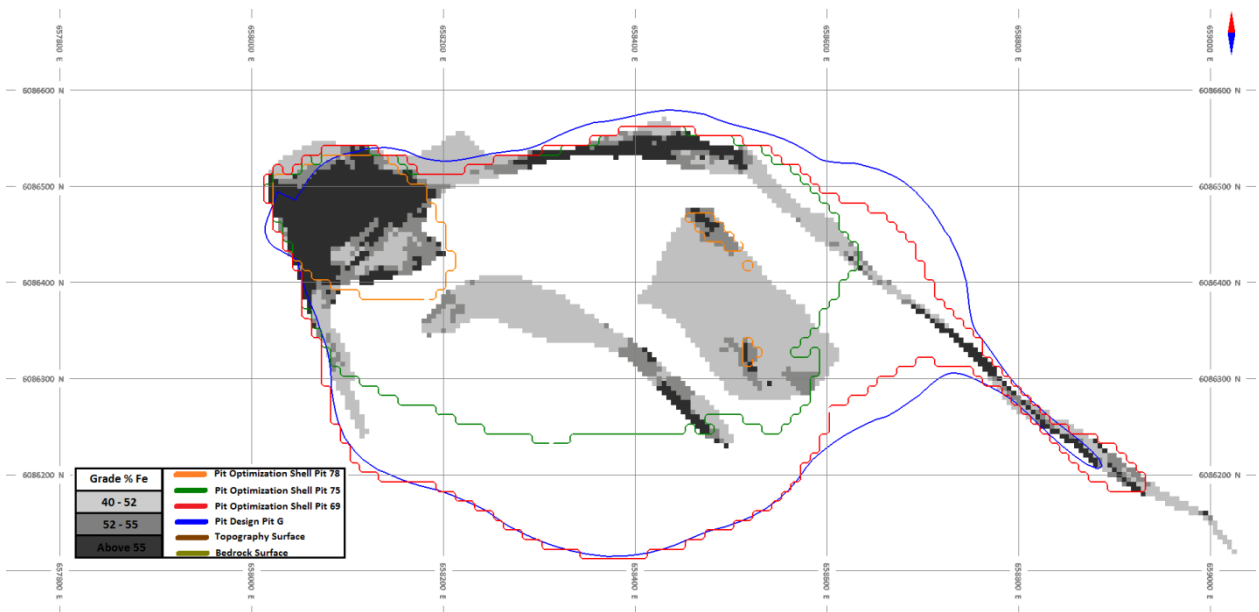 657800 E
658000 E
658200 E
658400 E
658600 E
658800 E
659000 E
6086600 N
6086600 N
6086500 N
6086500 N
6086400 N
6086400 N
6086300 N
6086300 N
6086200 N
6086200 N
Grade % Fe
40 - 52
52 - 55
Above 55
Pit Optimization Shell Pit 78
Pit Optimization Shell Pit 75
Pit Optimization Shell Pit 69
Pit Design Pit G
Topography Surface
Bedrock Surface
657800 E
658000 E
658200 E
658400 E
658600 E
658800 E
659000 E